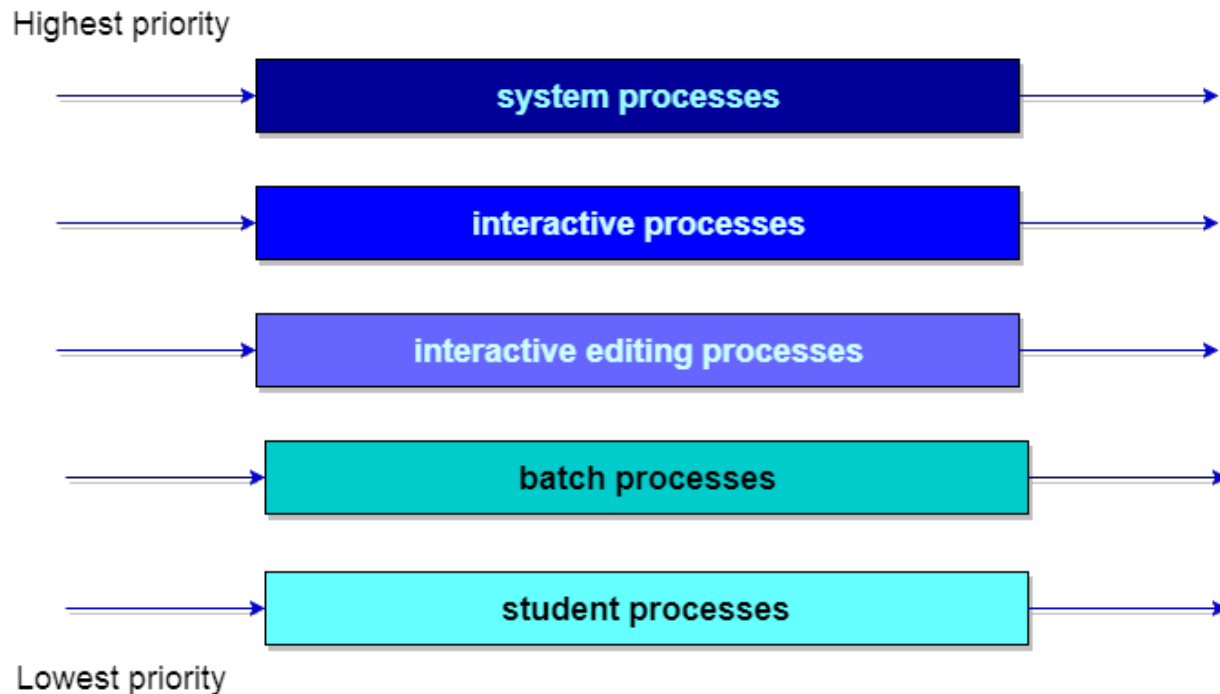 Highest priority
system processes
interactive processes
interactive editing processes
batch processes
student processes
Lowest priority